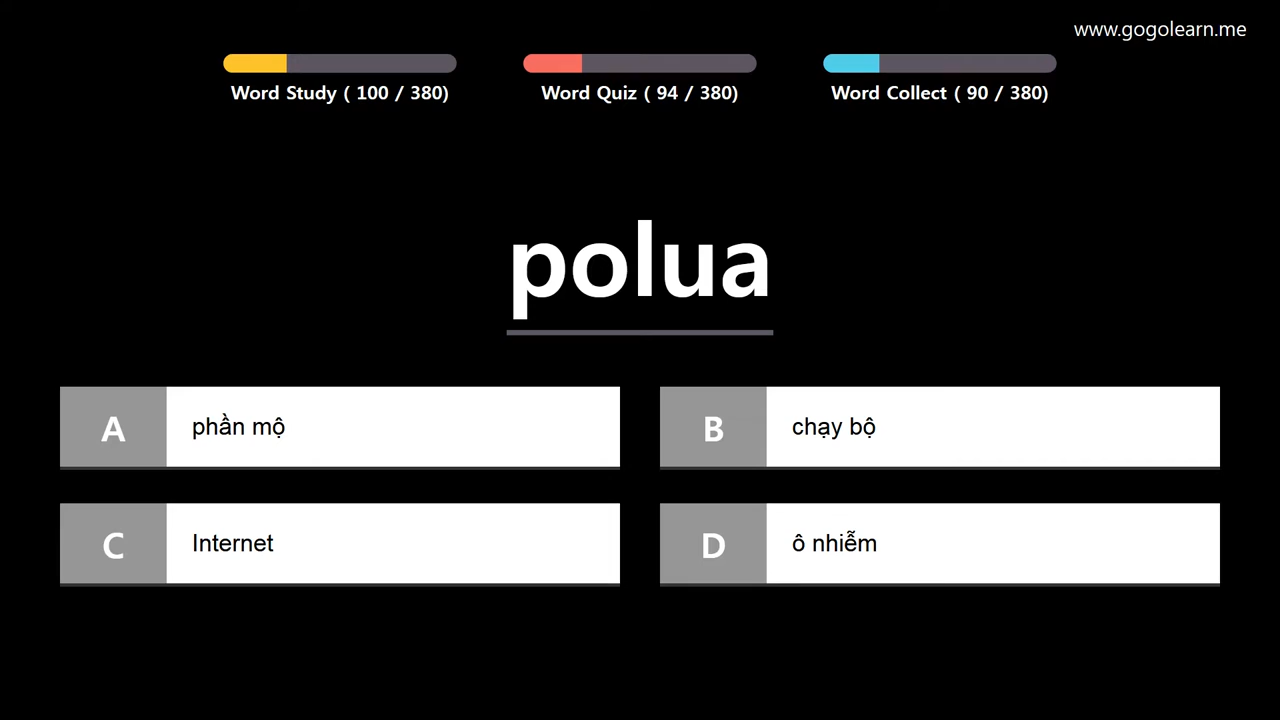 www.gogolearn.me
Word Study ( 100 / 380)
Word Quiz ( 94 / 380)
Word Collect ( 90 / 380)
polua
A phần mộ
B chạy bộ
C Internet
D ô nhiễm